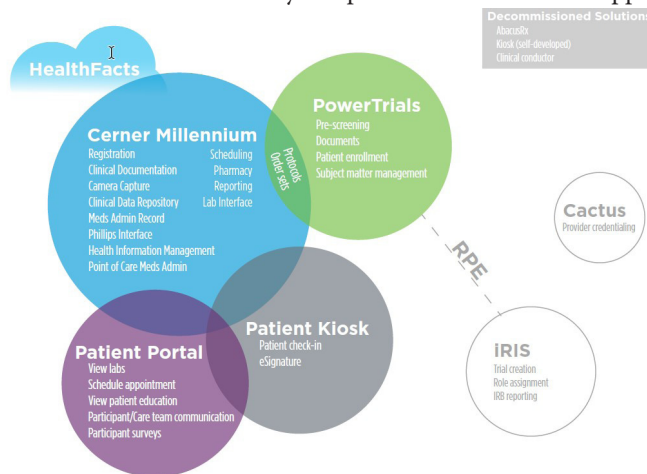 Decommissioned Solutions
AbacusRx
Kiosk (self-developed)
Clinical conductor
HealthFacts
Cerner Millennium
Registration
Clinical Documentation
Camera Capture
Clinical Data Repository
Meds Admin Record
Phillips Interface
Health Information Management
Point of Care Meds Admin
Scheduling
Pharmacy
Reporting
Lab Interface
Protocols
Order sets
PowerTrials
Pre-screening
Documents
Patient enrollment
Subject matter management
Cactus
Provider credentialing
RPE
Patient Portal
View labs
Schedule appointment
View patient education
Participant/Care team communication
Participant surveys
Patient Kiosk
Patient check-in
eSignature
iRIS
Trial creation
Role assignment
IRB reporting